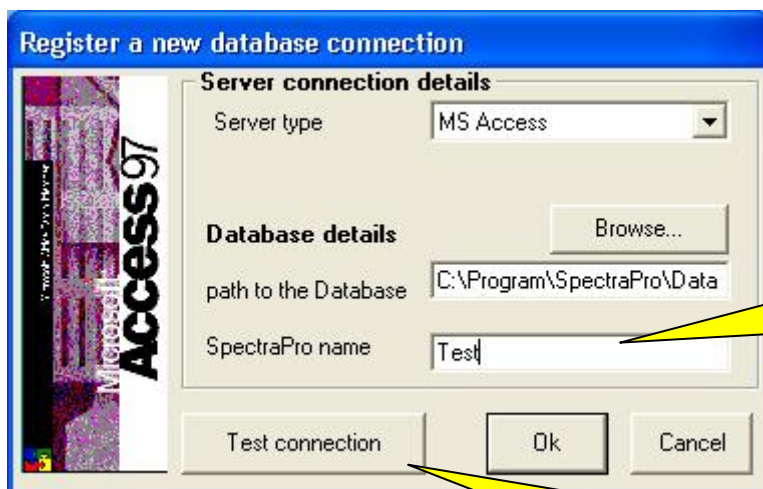 Register a new database connection
Server connection details
Server type
MS Access
Database details
Browse...
path to the Database
C:\Program\SpectraPro\Data
SpectraPro name
Test
Test connection
Ok
Cancel
Microsoft
Access97